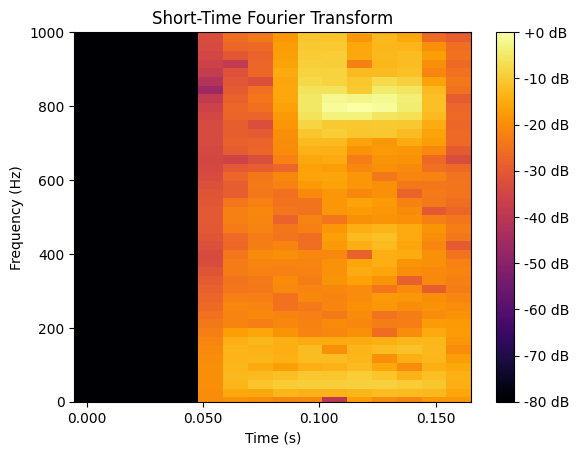 Short-Time Fourier Transform
Frequency (Hz)
1000
800
600
400
200
0
0.000
0.050
0.100
0.150
Time (s)
+0 dB
-10 dB
-20 dB
-30 dB
-40 dB
-50 dB
-60 dB
-70 dB
-80 dB